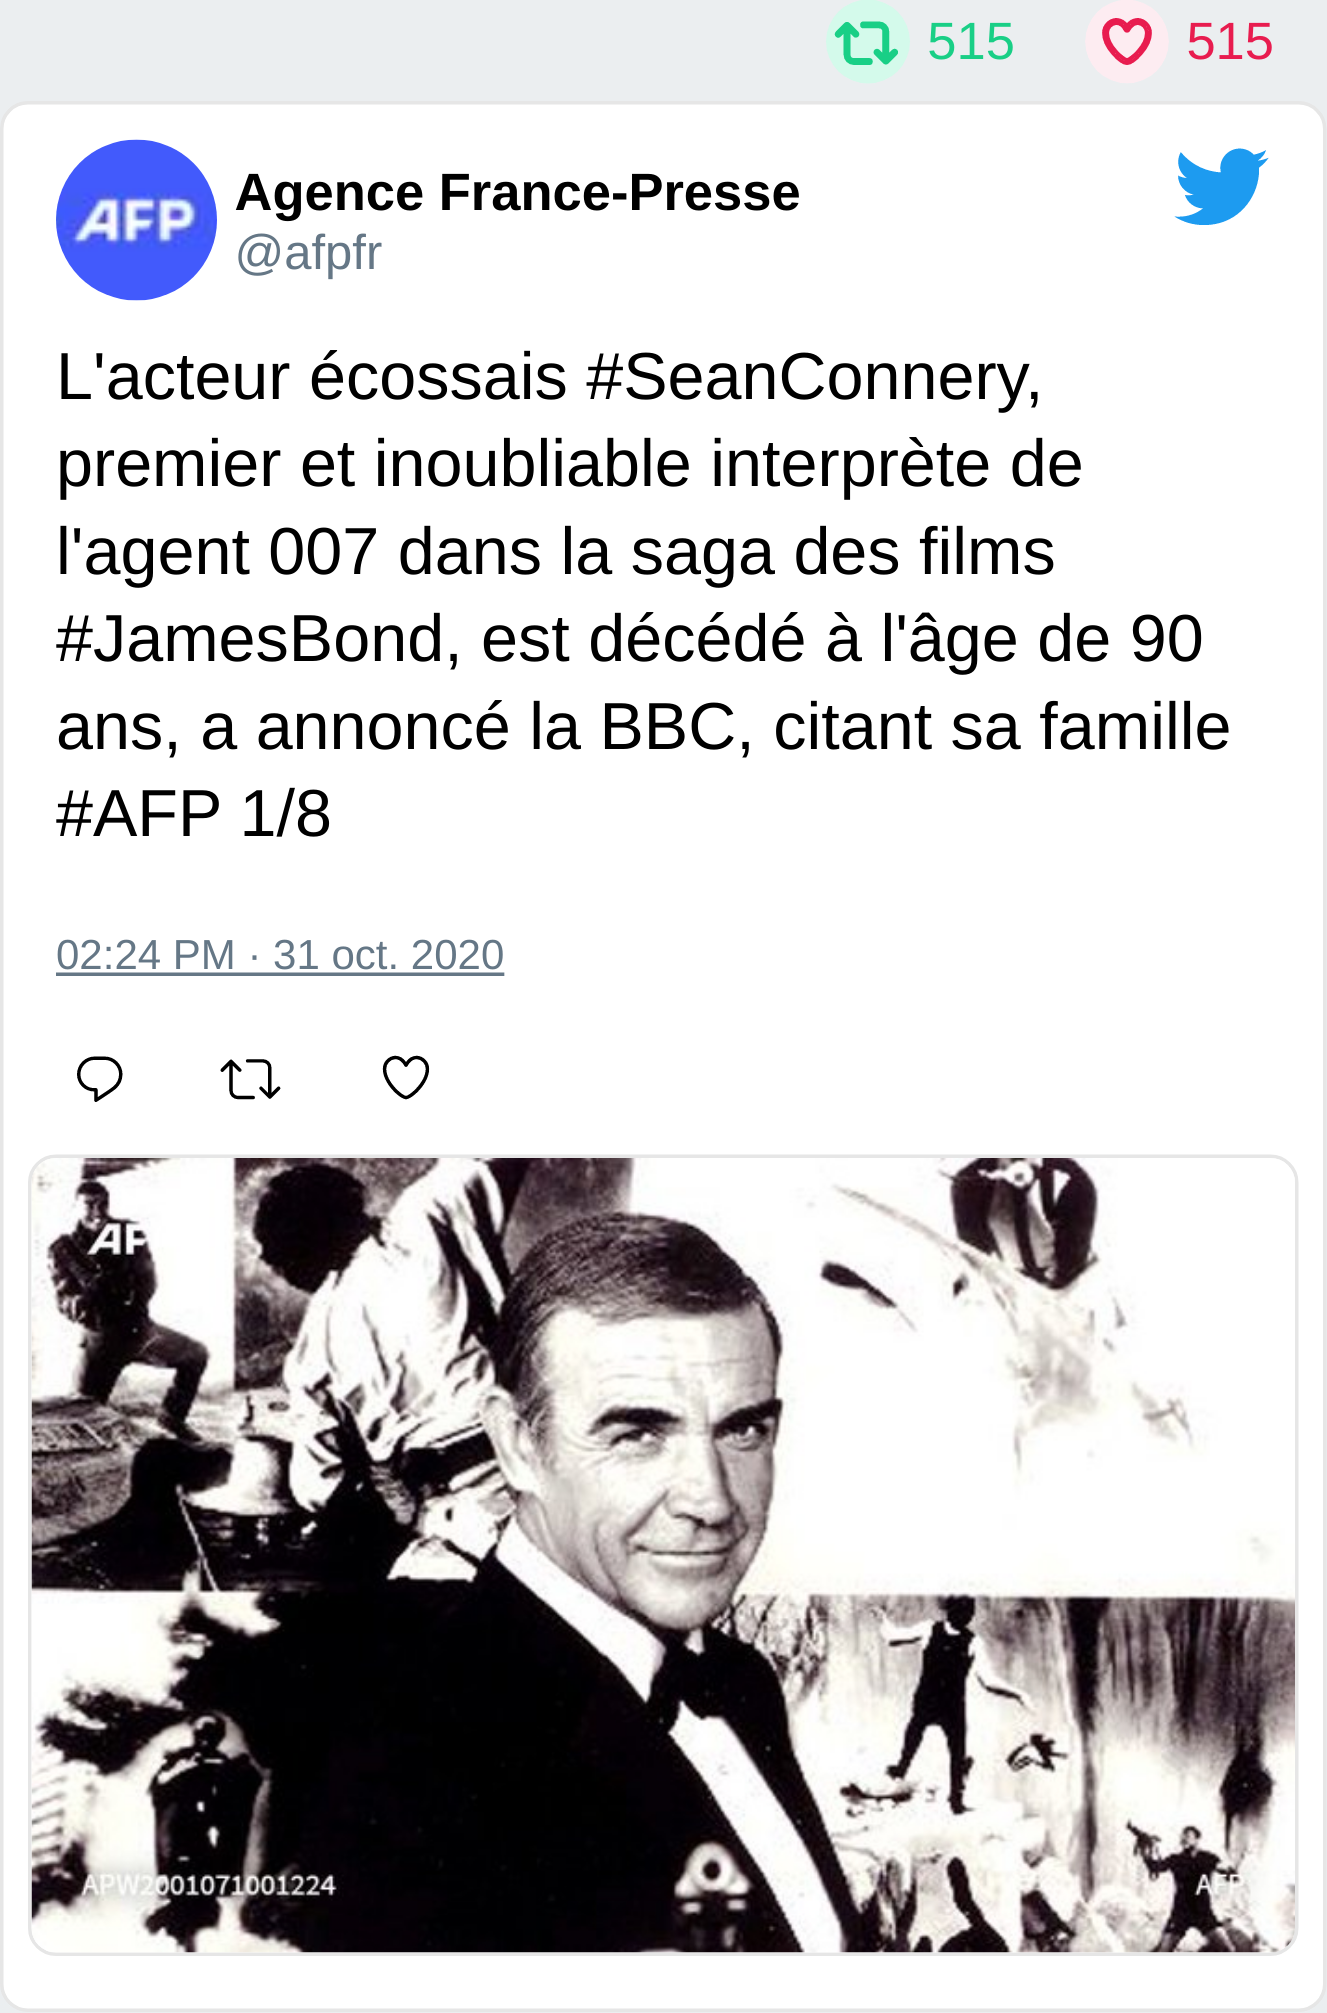 515 515
AFP
Agence France-Presse
@afpfr
L'acteur écossais #SeanConnery,
premier et inoubliable interprète de
l'agent 007 dans la saga des films
#JamesBond, est décédé à l'âge de 90
ans, a annoncé la BBC, citant sa famille
#AFP 1/8
02:24 PM · 31 oct. 2020
AF
APW2001071001224
AFP